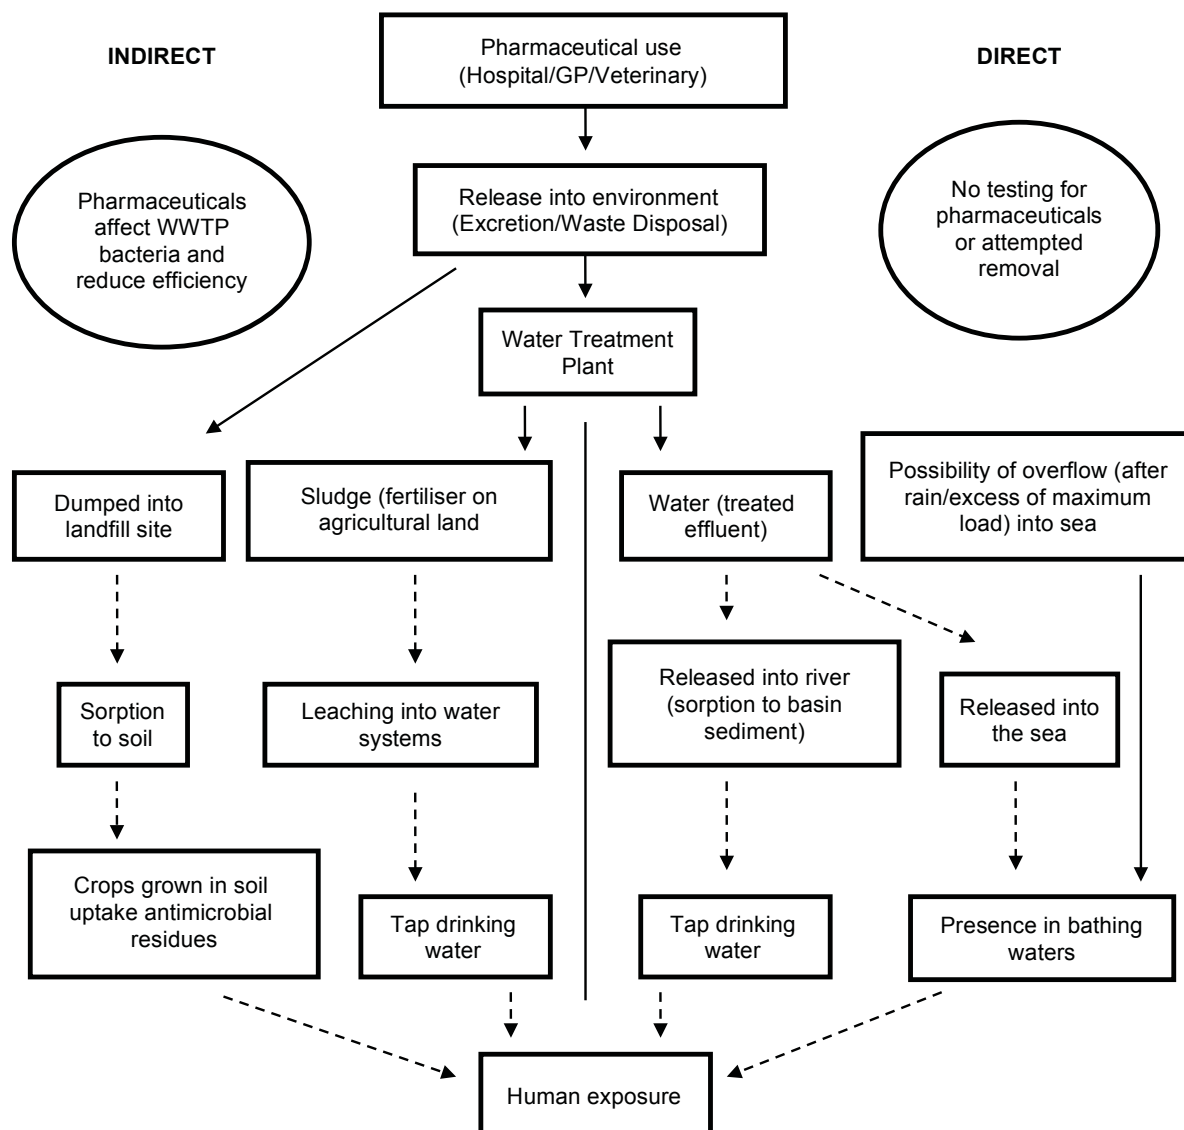 INDIRECT
Pharmaceutical use
(Hospital/GP/Veterinary)
DIRECT
Pharmaceuticals
affect WWTP
bacteria and
reduce efficiency
Release into environment
(Excretion/Waste Disposal)
No testing for
pharmaceuticals
or attempted
removal
Water Treatment
Plant
Dumped into
landfill site
Sludge (fertiliser on
agricultural land
Water (treated
effluent)
Possibility of overflow (after
rain/excess of maximum
load) into sea
Sorption
to soil
Leaching into water
systems
Released into river
(sorption to basin
sediment)
Released into
the sea
Crops grown in soil
uptake antimicrobial
residues
Tap drinking
water
Tap drinking
water
Presence in bathing
waters
Human exposure